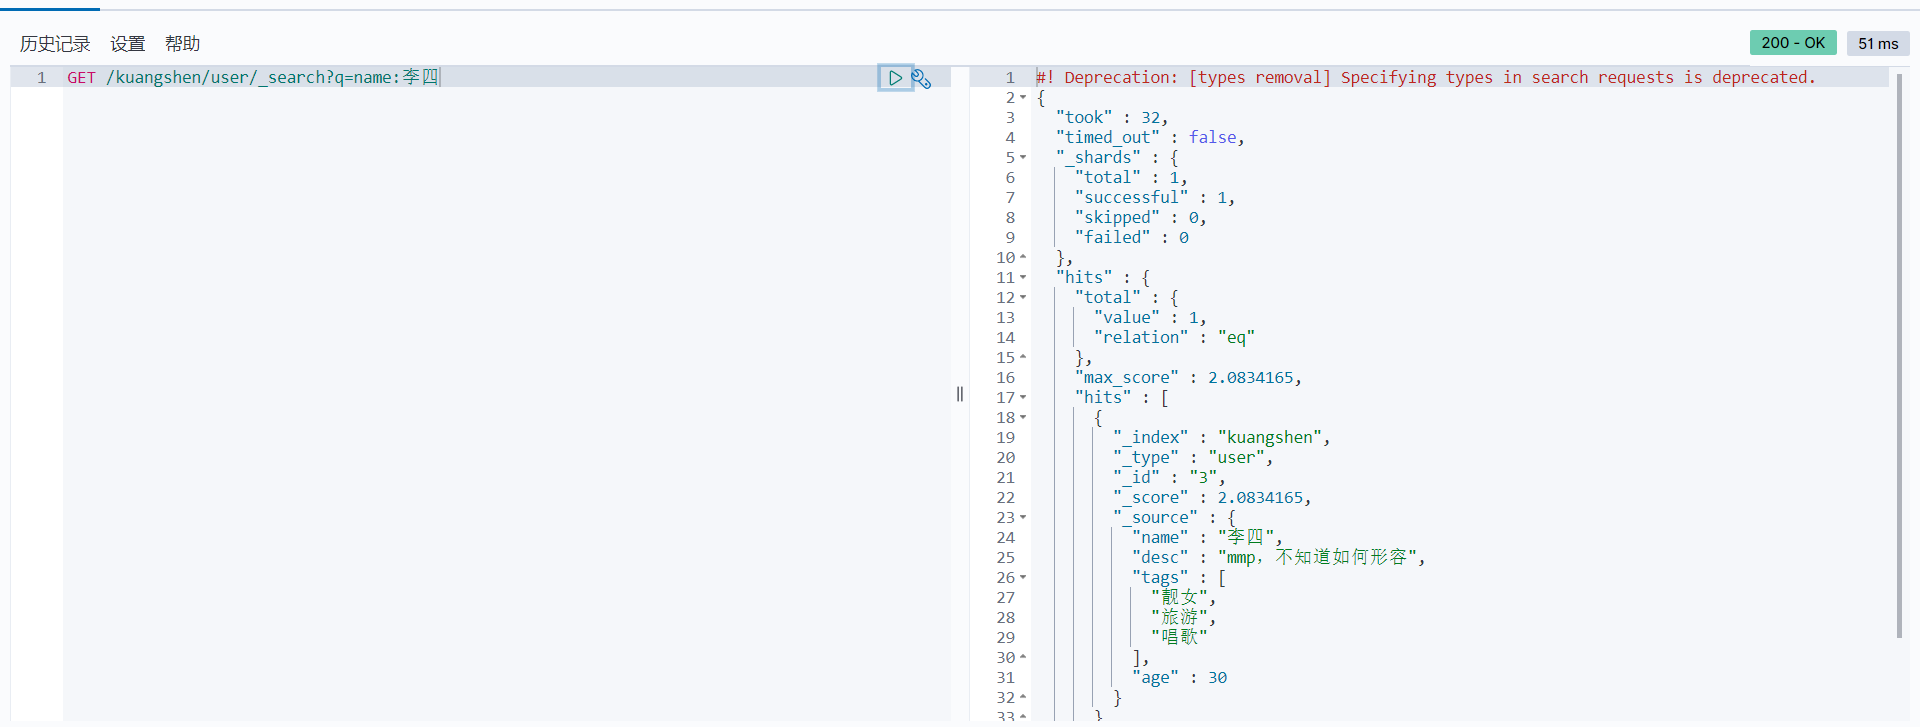 历史记录 设置 帮助
200 - OK 51 ms
1 GET /kuangshen/user/_search?q=name:李四
1 #! Deprecation: [types removal] Specifying types in search requests is deprecated.
2 {
3 "took" : 32,
4 "timed_out" : false,
5 "_shards" : {
6 "total" : 1,
7 "successful" : 1,
8 "skipped" : 0,
9 "failed" : 0
10 },
11 "hits" : {
12 "total" : {
13 "value" : 1,
14 "relation" : "eq"
15 },
16 "max_score" : 2.0834165,
17 "hits" : [
18 {
19 "_index" : "kuangshen",
20 "_type" : "user",
21 "_id" : "3",
22 "_score" : 2.0834165,
23 "_source" : {
24 "name" : "李四",
25 "desc" : "mmp，不知道如何形容",
26 "tags" : [
27 "靓女",
28 "旅游",
29 "唱歌"
30 ],
31 "age" : 30
32 }
33 }